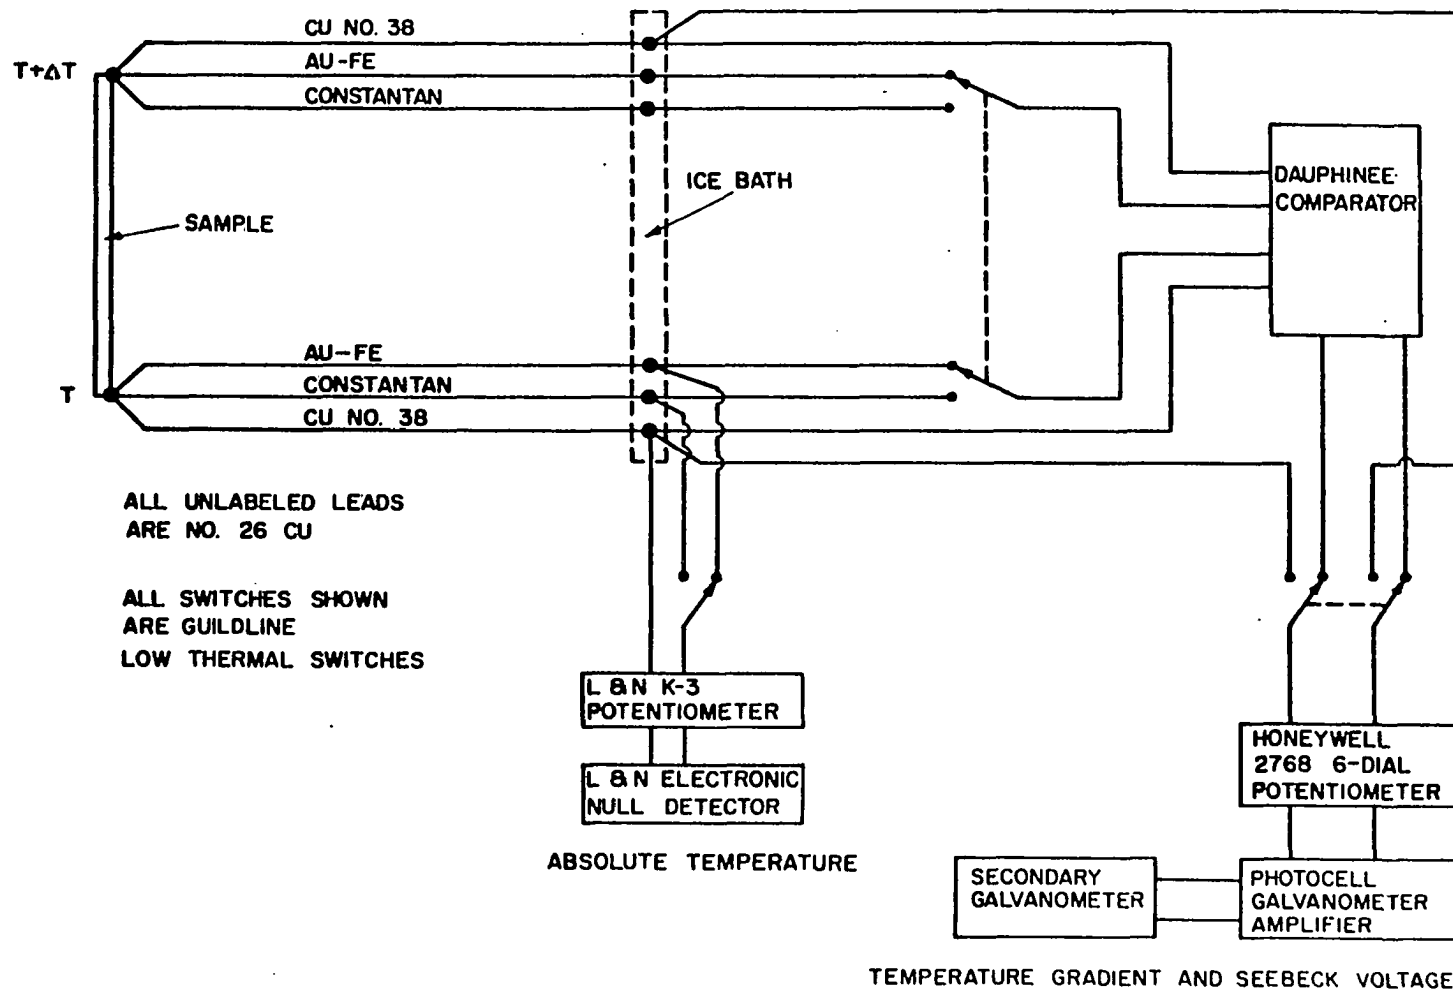 CU NO. 38
T+ΔT
AU-FE
CONSTANTAN
ICE BATH
DAUPHINEE
COMPARATOR
SAMPLE
AU-FE
CONSTANTAN
T
CU NO. 38
ALL UNLABELED LEADS
ARE NO. 26 CU
ALL SWITCHES SHOWN
ARE GUILDLINE
LOW THERMAL SWITCHES
L & N K-3
POTENTIOMETER
L & N ELECTRONIC
NULL DETECTOR
ABSOLUTE TEMPERATURE
HONEYWELL
2768 6-DIAL
POTENTIOMETER
SECONDARY
GALVANOMETER
PHOTOCELL
GALVANOMETER
AMPLIFIER
TEMPERATURE GRADIENT AND SEEBECK VOLTAGE